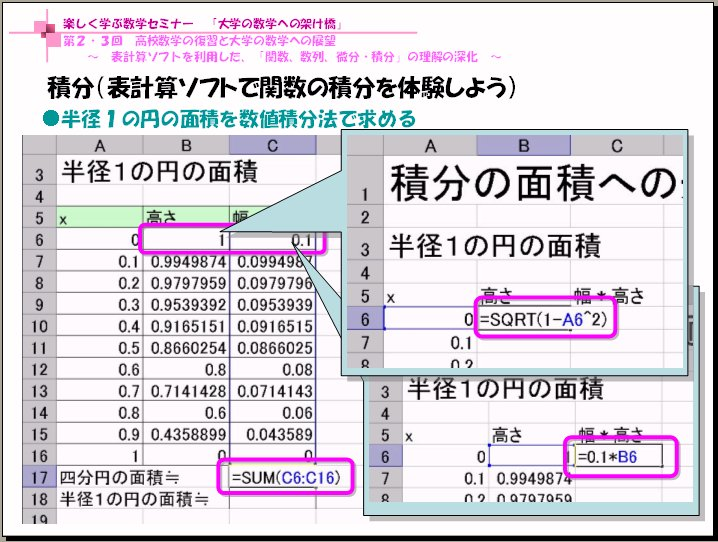 楽しく学ぶ数学セミナー 「大学の数学への架け橋」
第2・3回 高校数学の復習と大学の数学への展望
～ 表計算ソフトを利用した、「関数、数列、微分・積分」の理解の深化 ～
積分(表計算ソフトで関数の積分を体験しよう)
●半径1の円の面積を数値積分法で求める
A B C
3 半径1の円の面積
4
5 x 高さ 幅
6 0 1 0.1
7 0.1 0.9949874 0.099498
8 0.2 0.9797959 0.0979796
9 0.3 0.9539392 0.0953939
10 0.4 0.9165151 0.0916515
11 0.5 0.8660254 0.0866025
12 0.6 0.8 0.08
13 0.7 0.7141428 0.0714143
14 0.8 0.6 0.06
15 0.9 0.4358899 0.043589
16 1 0 0
17 四分円の面積≒ =SUM(C6:C16)
18 半径1の円の面積≒
19
A B C
1 積分の面積への
2
3 半径1の円の面積
4
5 x 高さ 幅*高さ
6 0 =SQRT(1-A6^2)
7 0.1
8 0.2
3 半径1の円の面積
4
5 x 高さ 幅*高さ
6 0 1 =0.1*B6
7 0.1 0.9949874
8 0.2 0.9797959